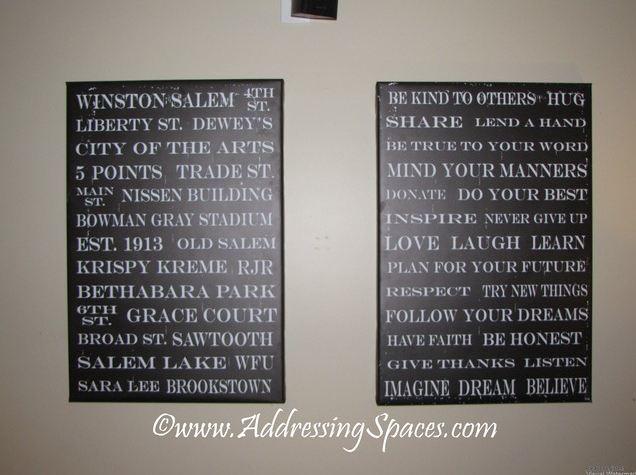 WINSTON SALEM 4TH ST.
LIBERTY ST. DEWEY'S
CITY OF THE ARTS
5 POINTS TRADE ST.
MAIN ST. NISSEN BUILDING
BOWMAN GRAY STADIUM
EST. 1913 OLD SALEM
KRISPY KREME RJR
BETHABARA PARK
6TH ST. GRACE COURT
BROAD ST. SAWTOOTH
SALEM LAKE WFU
SARA LEE BROOKSTOWN
BE KIND TO OTHERS HUG
SHARE LEND A HAND
BE TRUE TO YOUR WORD
MIND YOUR MANNERS
DONATE DO YOUR BEST
INSPIRE NEVER GIVE UP
LOVE LAUGH LEARN
PLAN FOR YOUR FUTURE
RESPECT TRY NEW THINGS
FOLLOW YOUR DREAMS
HAVE FAITH BE HONEST
GIVE THANKS LISTEN
IMAGINE DREAM BELIEVE
©www.AddressingSpaces.com